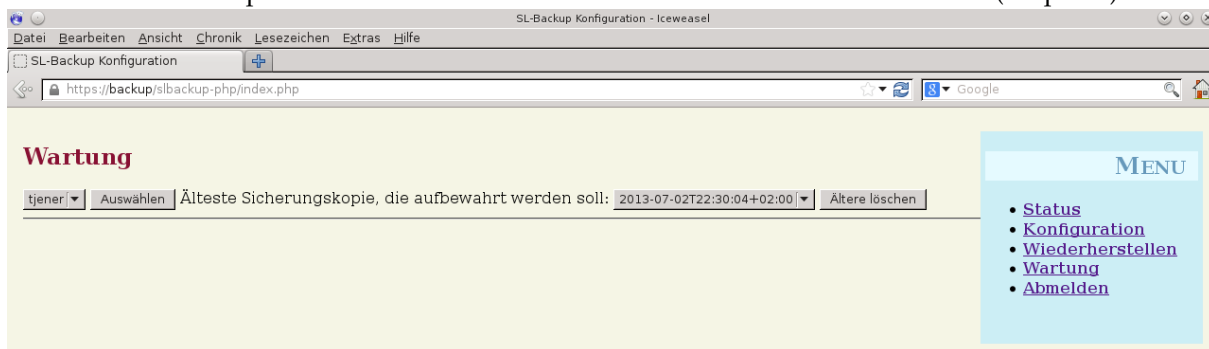 SL-Backup Konfiguration - Iceweasel
Datei Bearbeiten Ansicht Chronik Lesezeichen Extras Hilfe
SL-Backup Konfiguration
https://backup/slbackup-php/index.php
Google
Wartung
tjener Auswählen Älteste Sicherungskopie, die aufbewahrt werden soll: 2013-07-02T22:30:04+02:00 Ältere löschen
MENU
• Status
• Konfiguration
• Wiederherstellen
• Wartung
• Abmelden